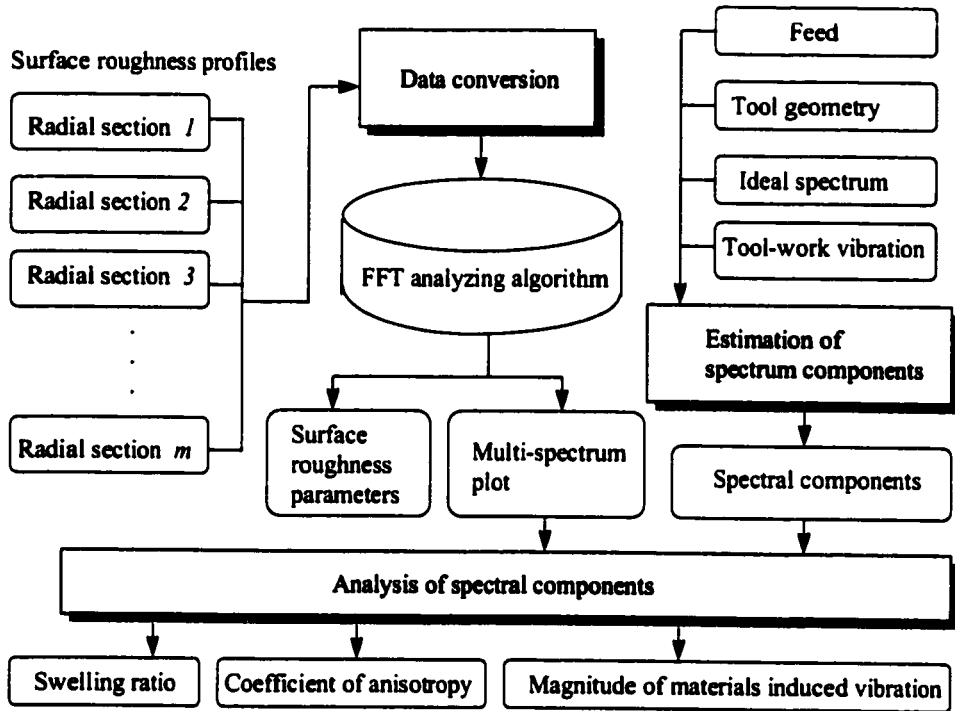 Surface roughness profiles
Radial section 1
Radial section 2
Radial section 3
.
.
.
Radial section m
Data conversion
FFT analyzing algorithm
Surface
roughness
parameters
Multi-spectrum
plot
Feed
Tool geometry
Ideal spectrum
Tool-work vibration
Estimation of
spectrum components
Spectral components
Analysis of spectral components
Swelling ratio
Coefficient of anisotropy
Magnitude of materials induced vibration